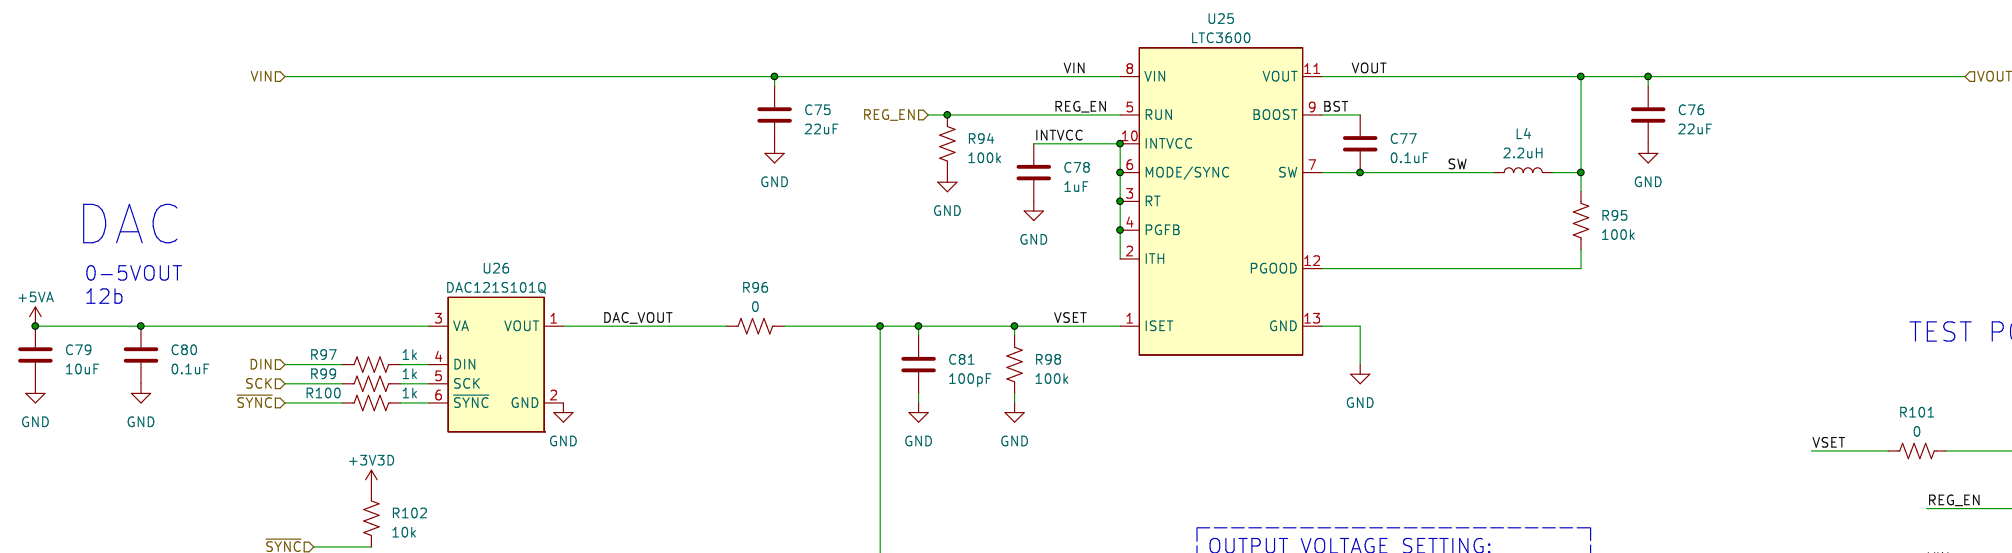 U25
LTC3600
VIN
VIN
8
VIN
VOUT
11
VOUT
VOUT
C75
22uF
GND
REG_EN
REG_EN
5
RUN
BOOST
9
BST
R94
100k
GND
INTVCC
10
INTVCC
C78
1uF
GND
6
MODE/SYNC
SW
7
SW
C77
0.1uF
L4
2.2uH
C76
22uF
GND
3
RT
4
PGFB
2
ITH
R95
100k
PGOOD
12
DAC
0-5VOUT
12b
+5VA
U26
DAC121S101Q
3
VA
VOUT
1
DAC_VOUT
R96
0
VSET
1
ISET
GND
13
GND
C79
10uF
GND
C80
0.1uF
GND
DIN
R97
1k
4
DIN
SCK
R99
1k
5
SCK
SYNC
R100
1k
6
SYNC
GND
2
GND
C81
100pF
GND
R98
100k
GND
+3V3D
R102
10k
SYNC
OUTPUT VOLTAGE SETTING:
TEST
R101
0
VSET
REG_EN